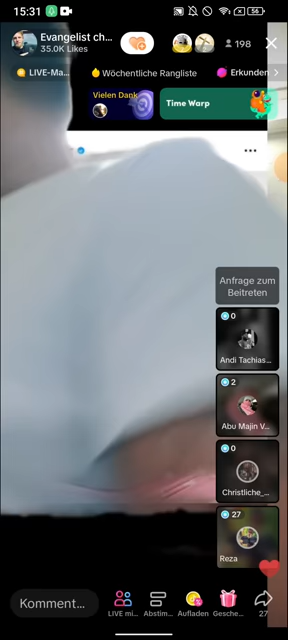 15:31
56
Evangelist ch...
35.0K Likes
198
LIVE-Ma...
Wöchentliche Rangliste
Erkunden
Vielen Dank
Time Warp
Anfrage zum
Beitreten
0
Andi Tachias...
2
Abu Majin V...
0
Christliche_...
27
Reza
Komment...
LIVE mi...
Abstim...
Aufladen
Gesche...
27